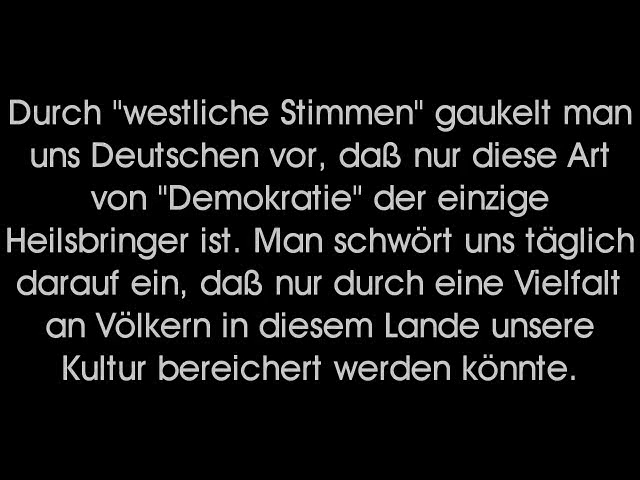 Durch "westliche Stimmen" gaukelt man
uns Deutschen vor, daß nur diese Art
von "Demokratie" der einzige
Heilsbringer ist. Man schwört uns täglich
darauf ein, daß nur durch eine Vielfalt
an Völkern in diesem Lande unsere
Kultur bereichert werden könnte.